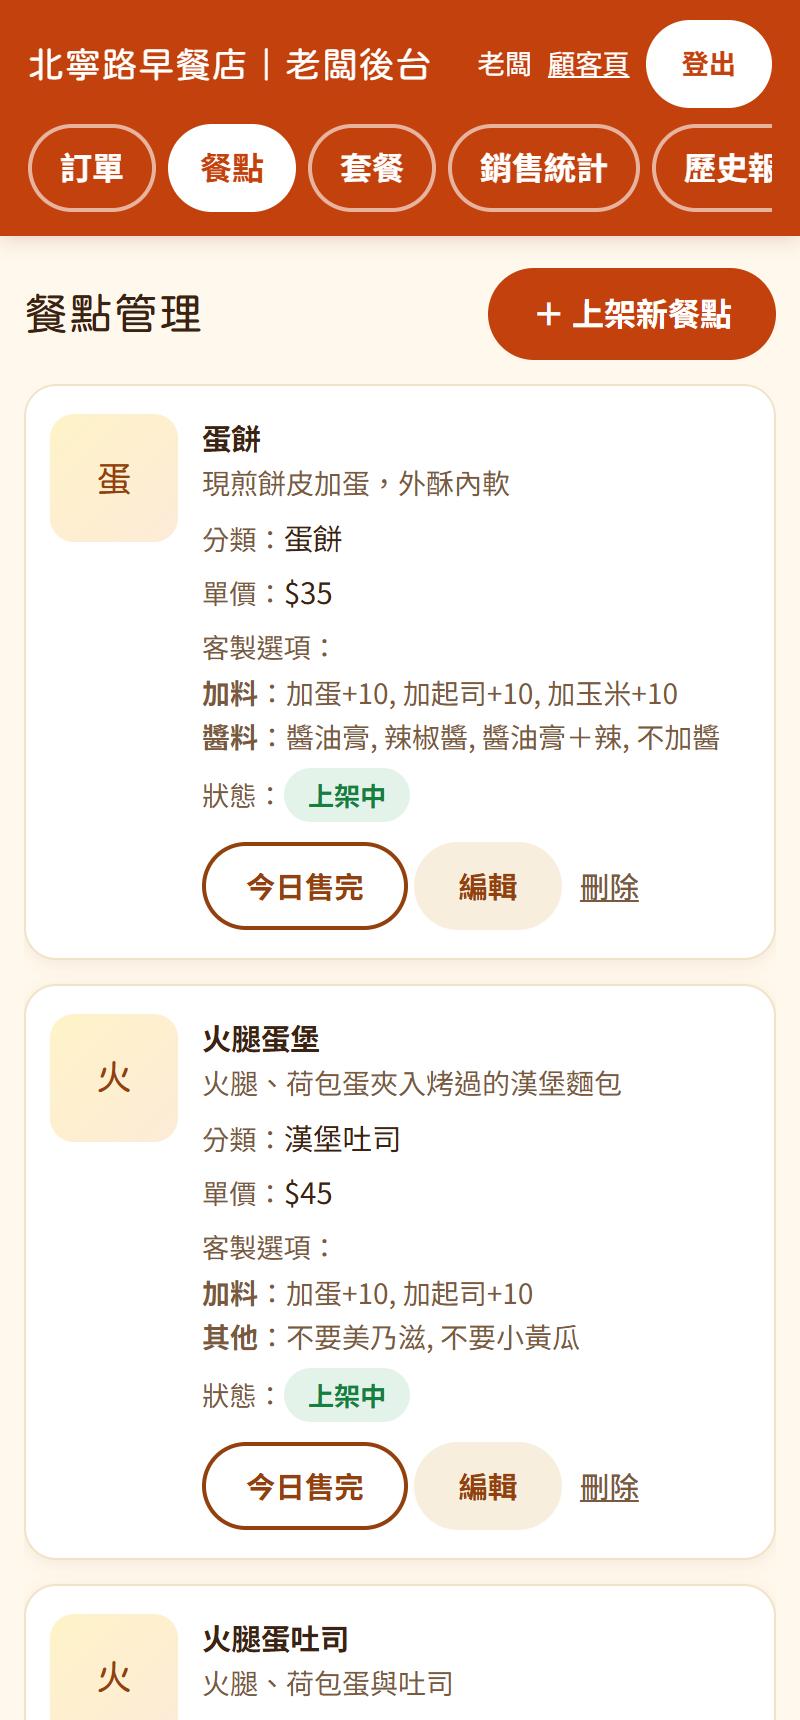 北寧路早餐店｜老闆後台 老闆 顧客頁 登出
訂單 餐點 套餐 銷售統計 歷史報
餐點管理 ＋ 上架新餐點
蛋 蛋餅
現煎餅皮加蛋，外酥內軟
分類：蛋餅
單價：$35
客製選項：
加料：加蛋+10, 加起司+10, 加玉米+10
醬料：醬油膏, 辣椒醬, 醬油膏＋辣, 不加醬
狀態：上架中
今日售完 編輯 刪除
火 火腿蛋堡
火腿、荷包蛋夾入烤過的漢堡麵包
分類：漢堡吐司
單價：$45
客製選項：
加料：加蛋+10, 加起司+10
其他：不要美乃滋, 不要小黃瓜
狀態：上架中
今日售完 編輯 刪除
火 火腿蛋吐司
火腿、荷包蛋與吐司